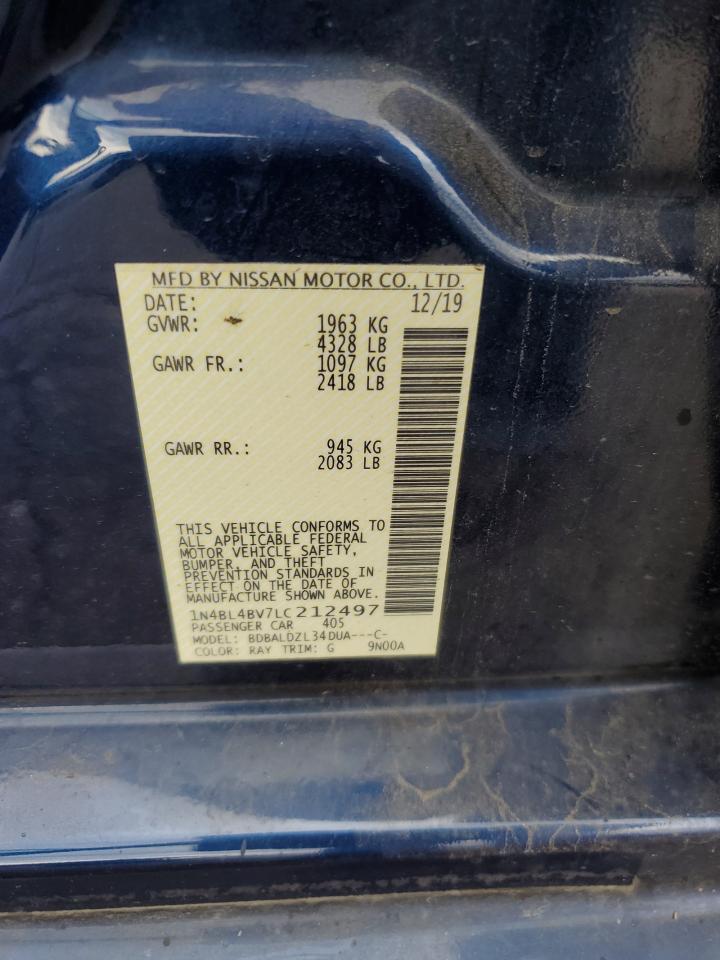 MFD BY NISSAN MOTOR CO., LTD.
DATE: 12/19
GVWR: 1963 KG
4328 LB
GAWR FR.: 1097 KG
2418 LB
GAWR RR.: 945 KG
2083 LB
THIS VEHICLE CONFORMS TO
ALL APPLICABLE FEDERAL
MOTOR VEHICLE SAFETY,
BUMPER, AND THEFT
PREVENTION STANDARDS IN
EFFECT ON THE DATE OF
MANUFACTURE SHOWN ABOVE.
1N4BL4BV7LC212497
PASSENGER CAR 405
MODEL: BDBALDZL34DUA---C-
COLOR: RAY TRIM: G 9N00A